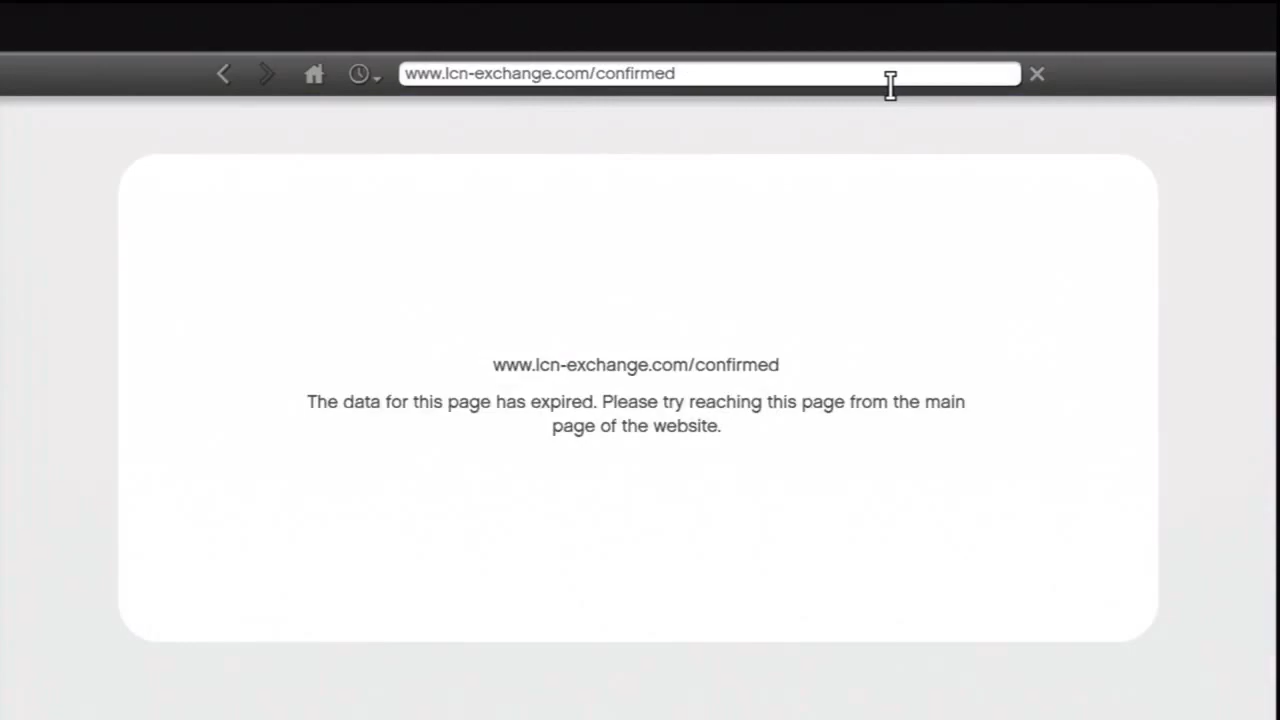 www.lcn-exchange.com/confirmed
www.lcn-exchange.com/confirmed
The data for this page has expired. Please try reaching this page from the main
page of the website.